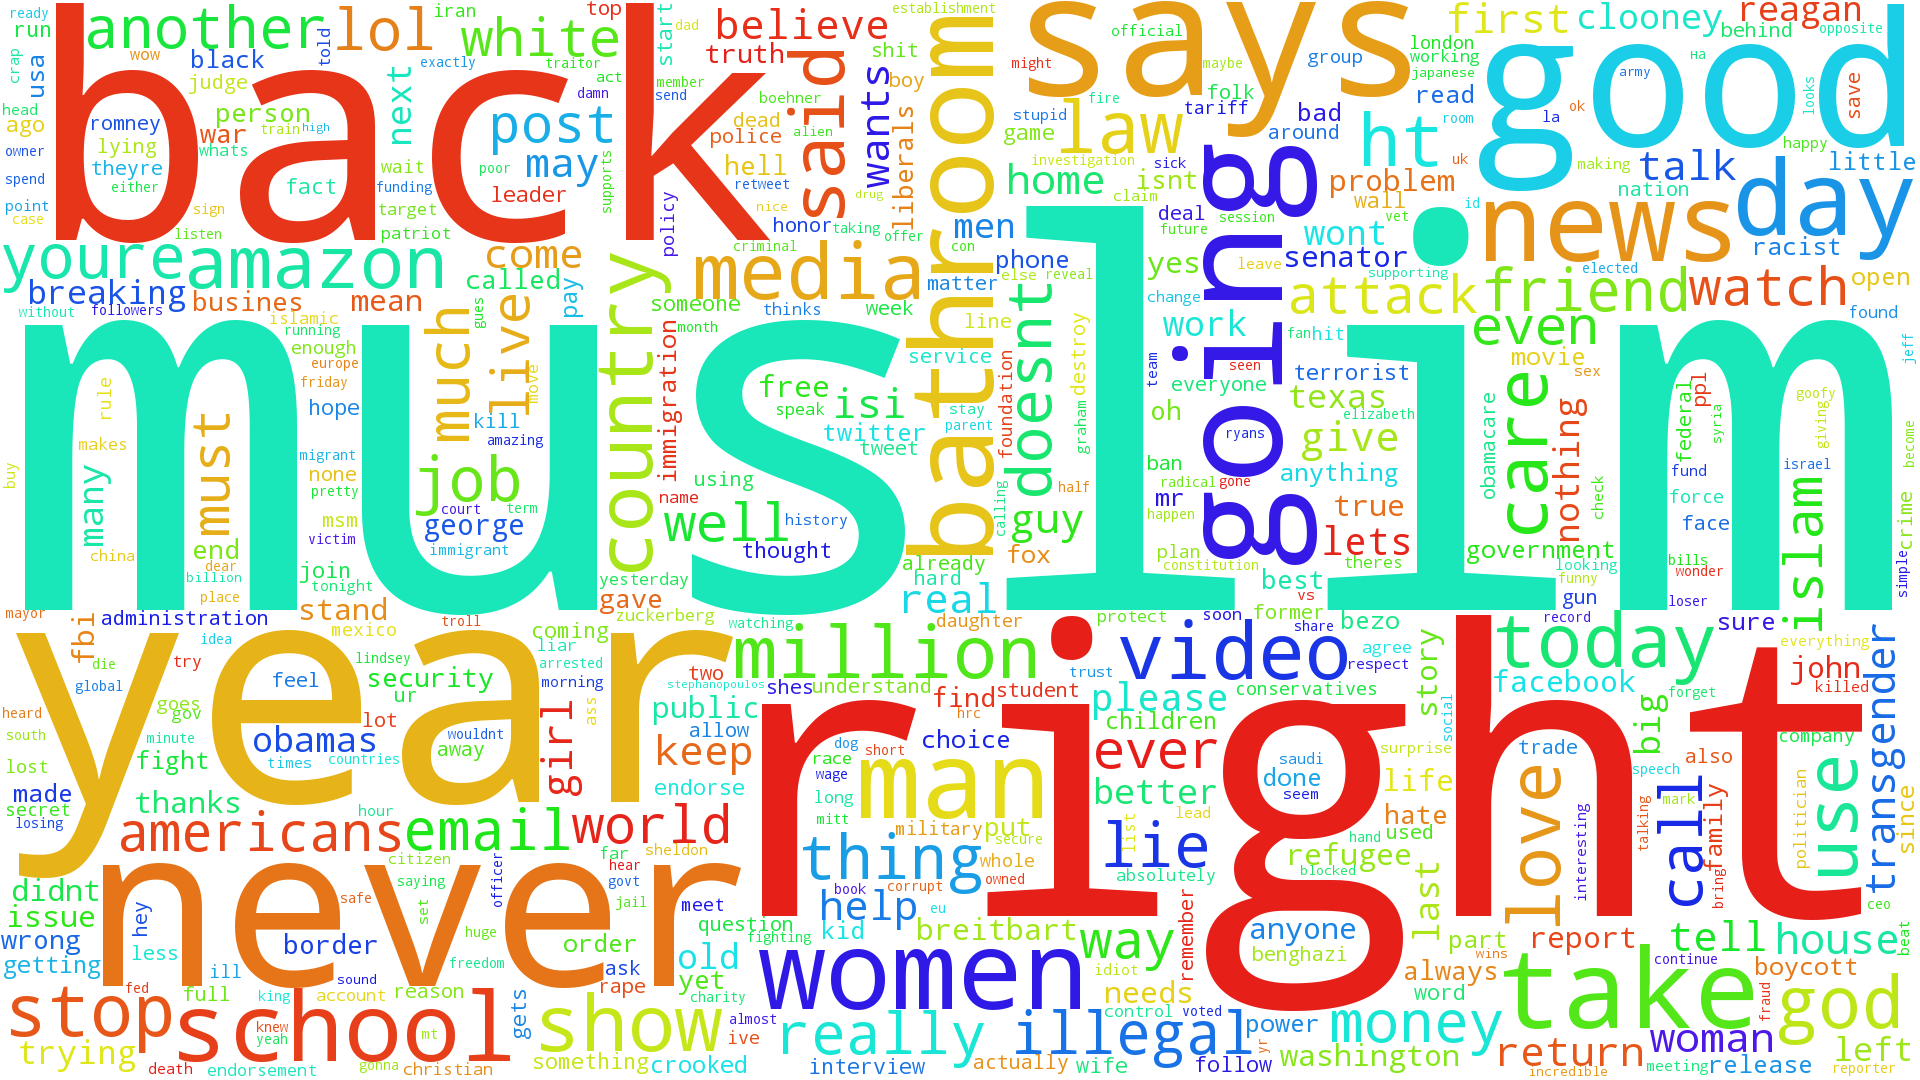 back
muslim
right
year
never
says
good
going
bathroom
news
day
school
women
take
stop
show
another
lol
white
believe
first
clooney
reagan
ready
run
iran
top
dad
establishment
official
group
london
working
japanese
behind
opposite
crap
usa
wow
black
told
exactly
traitor
start
truth
said
shit
wants
boy
might
maybe
folk
tariff
bad
read
army
на
looks
save
head
ago
judge
person
next
post
act
damn
member
send
police
boehner
dead
alien
liberals
stupid
fire
game
law
around
ht
room
la
ok
owner
romney
lying
theyre
train
high
war
whats
may
hell
retweet
home
investigation
sick
isnt
problem
uk
talk
making
happy
little
spend
either
fact
wait
funding
poor
leader
supports
drug
nice
claim
wall
vet
id
nation
point
case
sign
target
patriot
listen
policy
honor
taking
offer
criminal
con
men
deal
future
session
wont
racist
youre
amazon
come
media
phone
else
reveal
yes
leave
senator
supporting
elected
open
breaking
called
someone
matter
attack
friend
watch
without
followers
busines
mean
gues
live
pay
month
thinks
week
line
change
work
fan
hit
even
found
islamic
running
enough
europe
friday
much
move
country
immigration
service
doesnt
destroy
team
everyone
seen
terrorist
movie
sex
jeff
rule
hope
kill
amazing
free
speak
isi
stay
parent
foundation
graham
oh
ryans
texas
elizabeth
care
ppl
syria
goofy
giving
many
makes
must
migrant
none
pretty
job
court
term
name
using
twitter
tweet
calling
half
ban
radical
gone
give
anything
obamacare
nothing
federal
fund
israel
become
buy
china
msm
victim
george
immigrant
well
history
thought
guy
mr
happen
true
check
force
face
islam
crime
end
dear
billion
place
join
tonight
yesterday
gave
already
hard
fox
plan
constitution
theres
lets
government
looking
bills
mayor
administration
stand
zuckerberg
real
daughter
protect
best
vs
soon
former
gun
funny
wonder
loser
simple
fbi
idea
mexico
troll
coming
watching
million
video
share
bezo
record
today
sure
everything
die
try
lindsey
liar
arrested
two
trust
agree
respect
john
global
feel
security
ur
morning
stephanopoulos
shes
understand
find
student
please
conservatives
story
facebook
forget
killed
transgender
heard
goes
gov
lot
ass
girl
public
hrc
children
social
big
south
minute
obamas
wouldnt
away
allow
dog
short
choice
ever
saudi
surprise
trade
also
company
lost
fight
times
countries
keep
race
man
done
life
speech
made
secret
thanks
hour
endorse
wage
long
better
seem
love
mark
politician
use
losing
americans
email
world
mitt
military
put
lead
hate
call
family
talking
since
citizen
far
sheldon
thing
secure
list
lie
hand
used
interesting
didnt
saying
officer
hear
govt
whole
refugee
absolutely
blocked
bring
issue
hey
safe
set
jail
meet
book
corrupt
owned
help
eu
last
ceo
wrong
less
border
huge
order
question
fighting
kid
breitbart
way
remember
anyone
benghazi
part
wins
report
tell
house
beat
getting
ill
sound
freedom
ask
old
idiot
always
continue
boycott
fed
full
king
account
reason
rape
yet
charity
needs
word
fraud
god
knew
yeah
mt
gets
almost
ive
really
illegal
control
voted
power
money
woman
trying
something
crooked
actually
yr
washington
return
left
death
endorsement
gonna
christian
interview
wife
follow
incredible
meeting
release
reporter